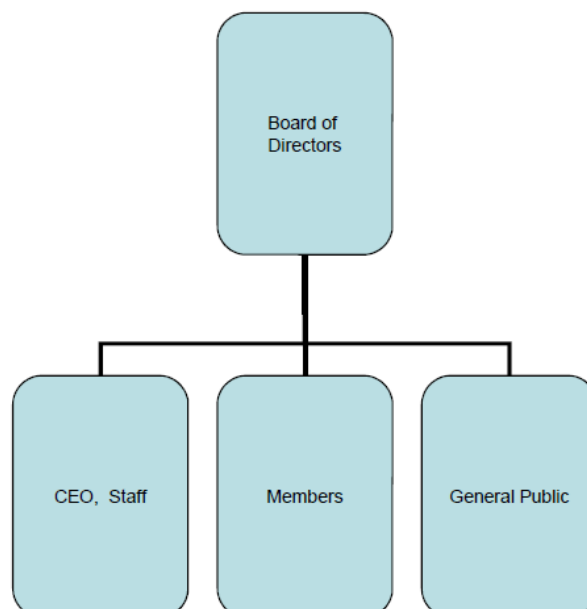 Board of
Directors
CEO, Staff
Members
General Public